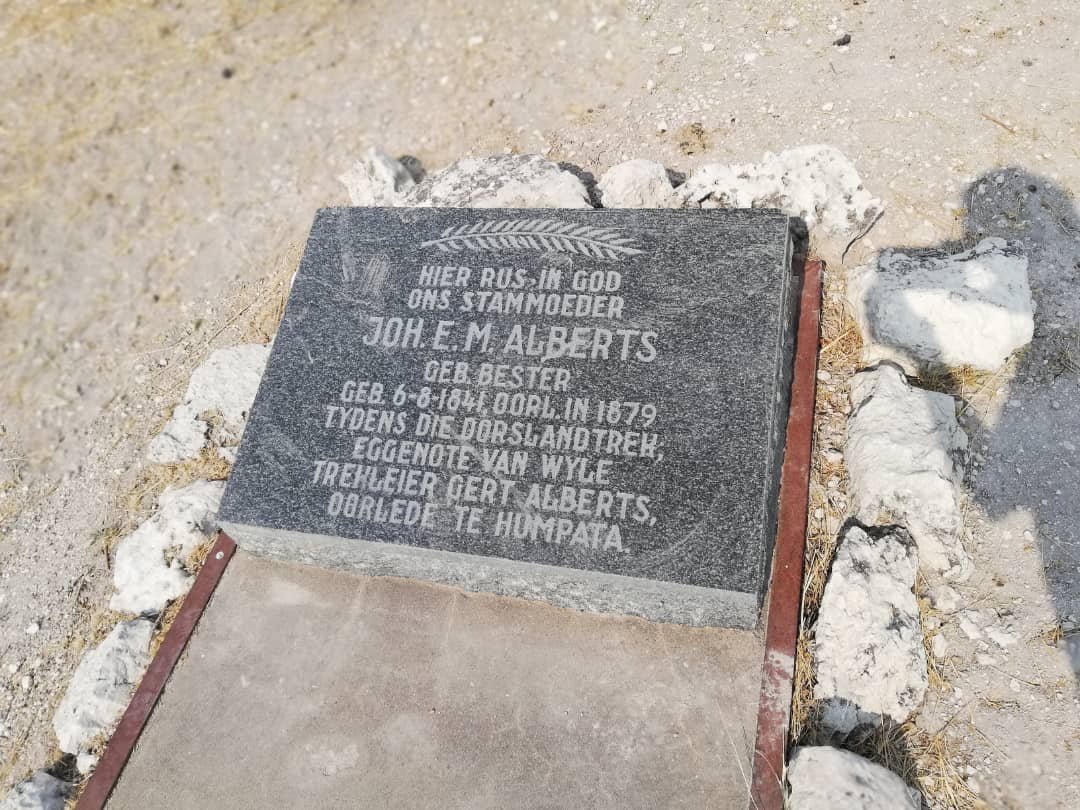 HIER RUS IN GOD
ONS STAMMOEDER
JOH. E. M. ALBERTS
GEB. BESTER
GEB. 6-8-1841, OORL. IN 1879
TYDENS DIE DORSLANDTREK,
EGGENOTE VAN WYLE
TREKLEIER GERT ALBERTS,
OORLEDE TE HUMPATA.